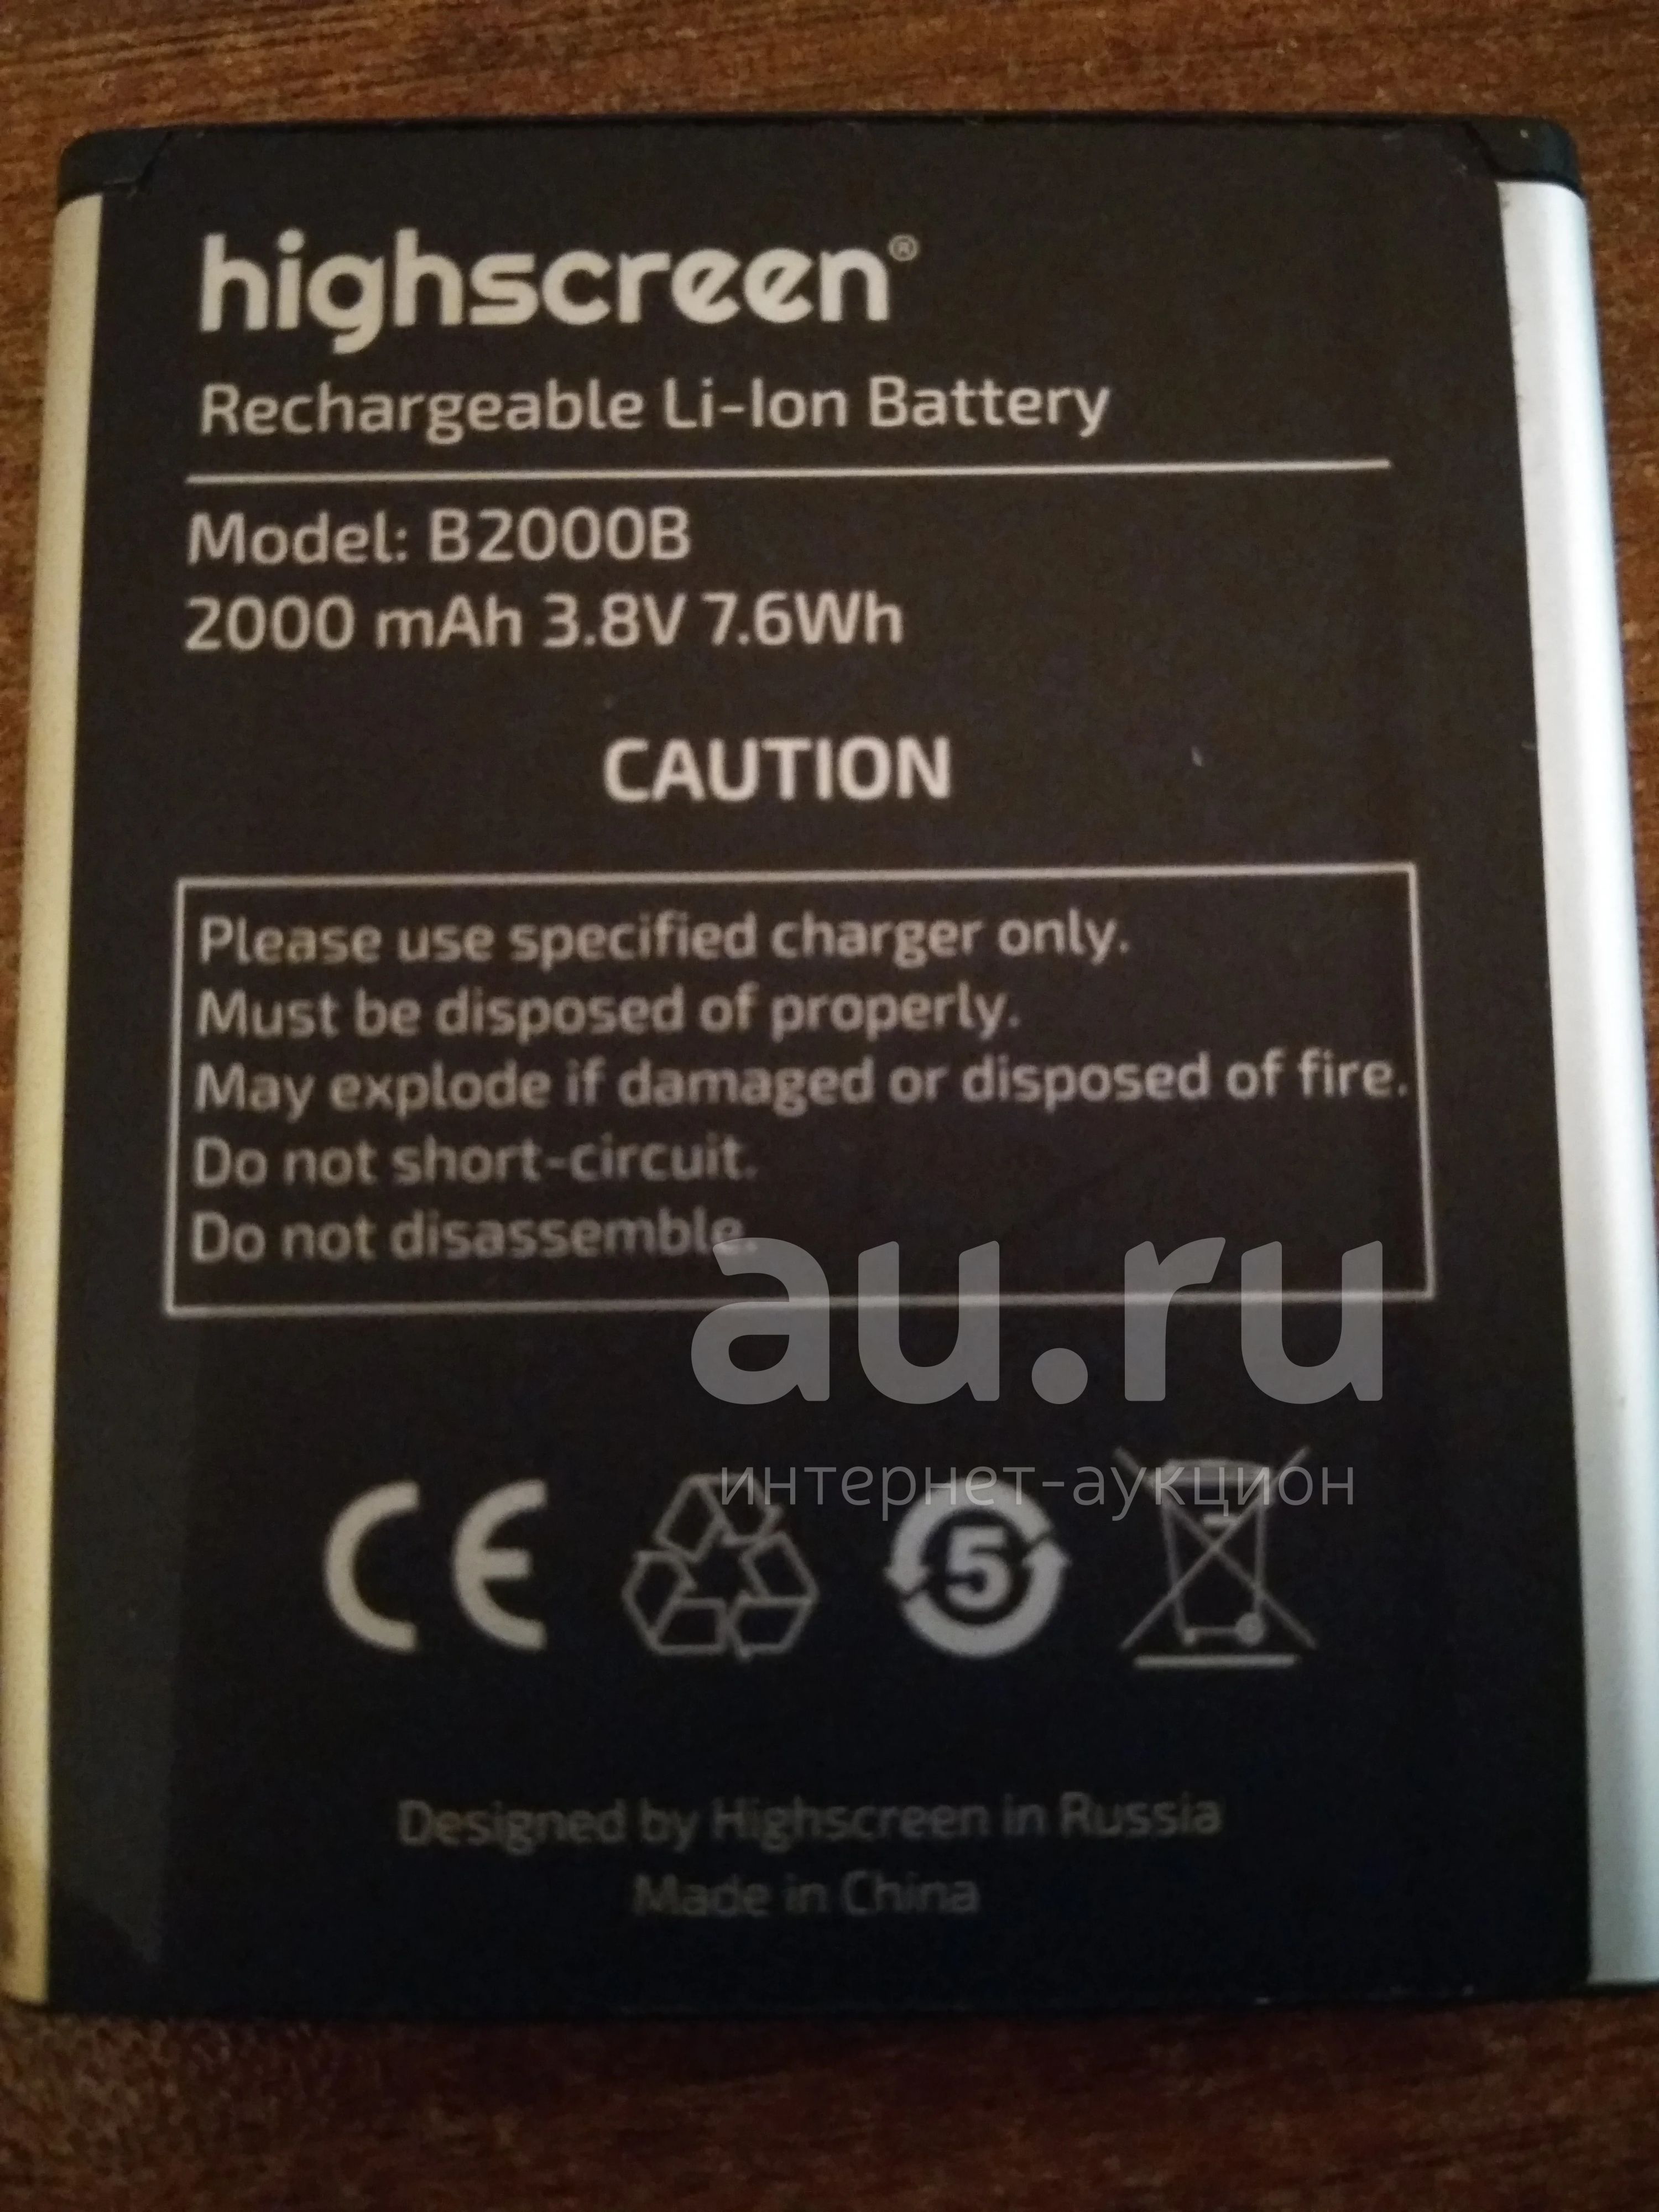 highscreen®
Rechargeable Li-Ion Battery
Model: B2000B
2000 mAh 3.8V 7.6Wh
CAUTION
Please use specified charger only.
Must be disposed of properly.
May explode if damaged or disposed of fire.
Do not short-circuit.
Do not disassemble.
au.ru
интернет-аукцион
CE
5
Designed by Highscreen in Russia
Made in China